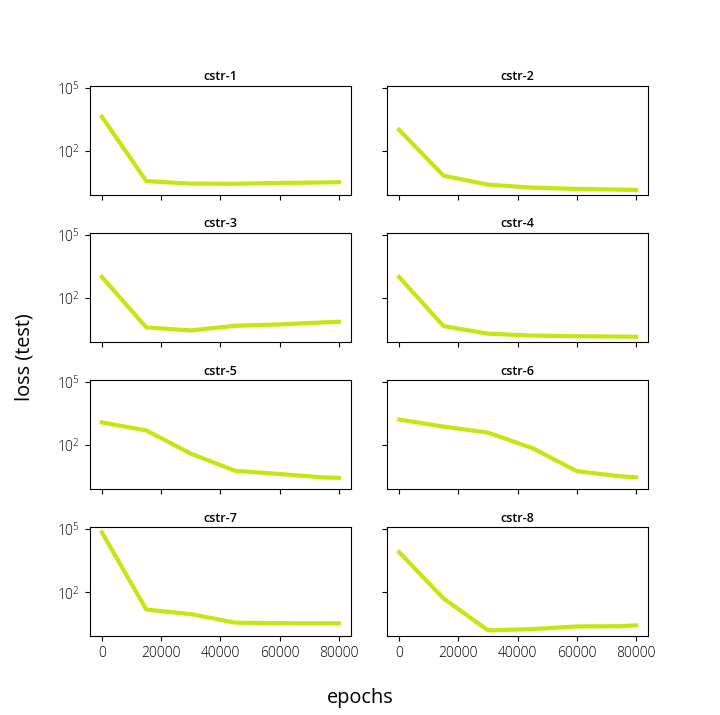 cstr-1
cstr-2
10^5
10^2
cstr-3
cstr-4
10^5
10^2
cstr-5
cstr-6
10^5
10^2
cstr-7
cstr-8
10^5
10^2
0 20000 40000 60000 80000
0 20000 40000 60000 80000
loss (test)
epochs